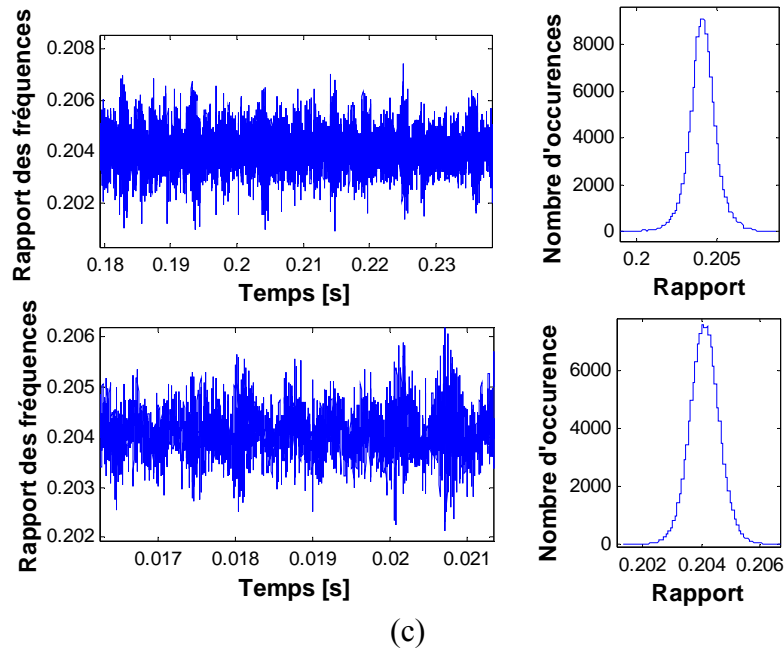 Rapport des fréquences
0.208
0.206
0.204
0.202
0.18 0.19 0.2 0.21 0.22 0.23
Temps [s]
Nombre d'occurences
8000
6000
4000
2000
0
0.2 0.205
Rapport
Rapport des fréquences
0.206
0.205
0.204
0.203
0.202
0.017 0.018 0.019 0.02 0.021
Temps [s]
Nombre d'occurence
6000
4000
2000
0
0.202 0.204 0.206
Rapport
(c)